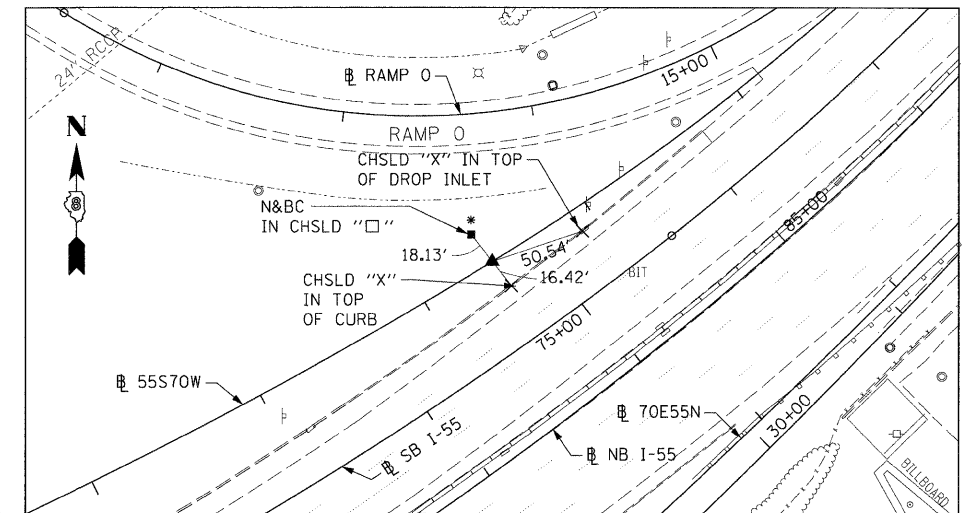 24' RCCP
℄ RAMP O
15+00
N
RAMP O
CHSLD "X" IN TOP
OF DROP INLET
8
N&BC
IN CHSLD "□"
*
85+00
18.13'
50.54'
BIT
16.42'
CHSLD "X"
IN TOP
OF CURB
75+00
℄ 55S70W
℄ 70E55N
30+00
℄ SB I-55
℄ NB I-55
BILLBOARD